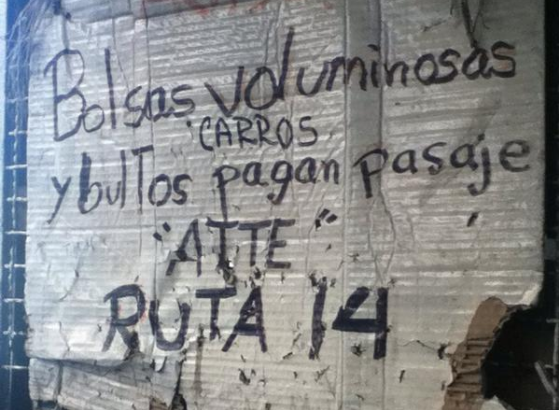 Bolsas voluminosas
CARROS
y bulTos pagan pasaje
"ATTE"
RUTA 14